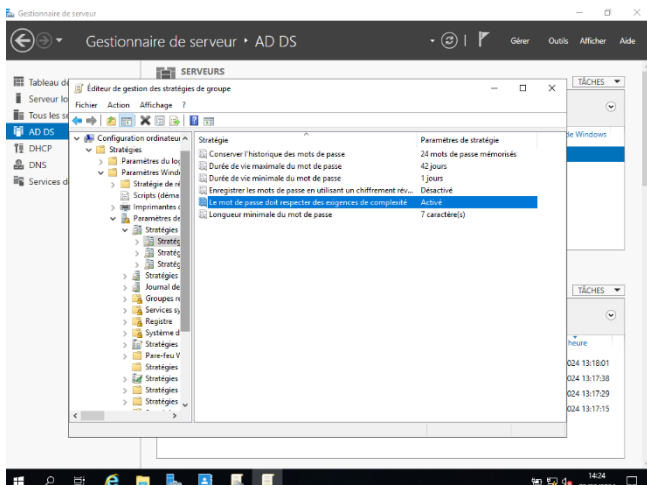 Gestionnaire de serveur
Gestionnaire de serveur • AD DS
Gérer Outils Afficher Aide
SERVEURS
TÂCHES
Tableau de
Serveur lo
Tous les se
AD DS
DHCP
DNS
Services d
de Windows
Éditeur de gestion des stratégies de groupe
Fichier Action Affichage ?
Configuration ordinateur
Stratégies
Paramètres du log
Paramètres Windo
Stratégie de ré
Scripts (déma
Imprimantes d
Paramètres de
Stratégies
Stratég
Stratég
Stratég
Stratégies
Journal de
Groupes re
Services sy
Registre
Système d
Stratégies
Pare-feu
Stratégies
Stratégies
Stratégies
Stratégies
Stratégie Paramètres de stratégie
Conserver l'historique des mots de passe 24 mots de passe mémorisés
Durée de vie maximale du mot de passe 42 jours
Durée de vie minimale du mot de passe 1 jours
Enregistrer les mots de passe en utilisant un chiffrement rév... Désactivé
Le mot de passe doit respecter des exigences de complexité Activé
Longueur minimale du mot de passe 7 caractère(s)
TÂCHES
heure
024 13:18:01
024 13:17:38
024 13:17:29
024 13:17:15
14:24